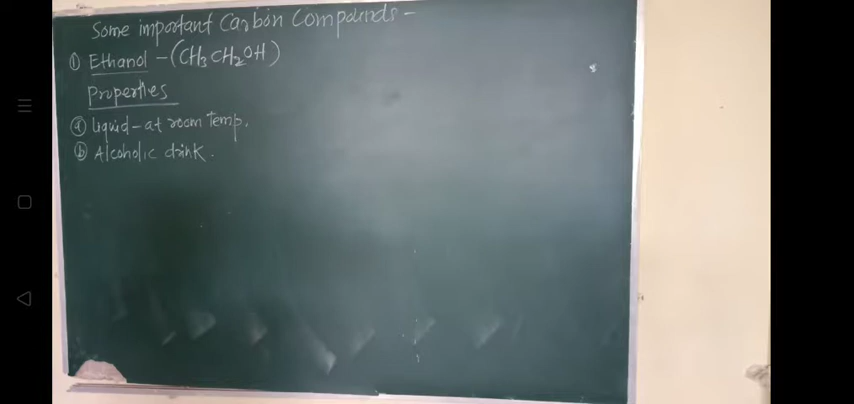 Some important Carbon Compounds -
① Ethanol - (CH₃CH₂OH)
Properties
ⓐ Liquid - at room Temp.
ⓑ Alcoholic drink.